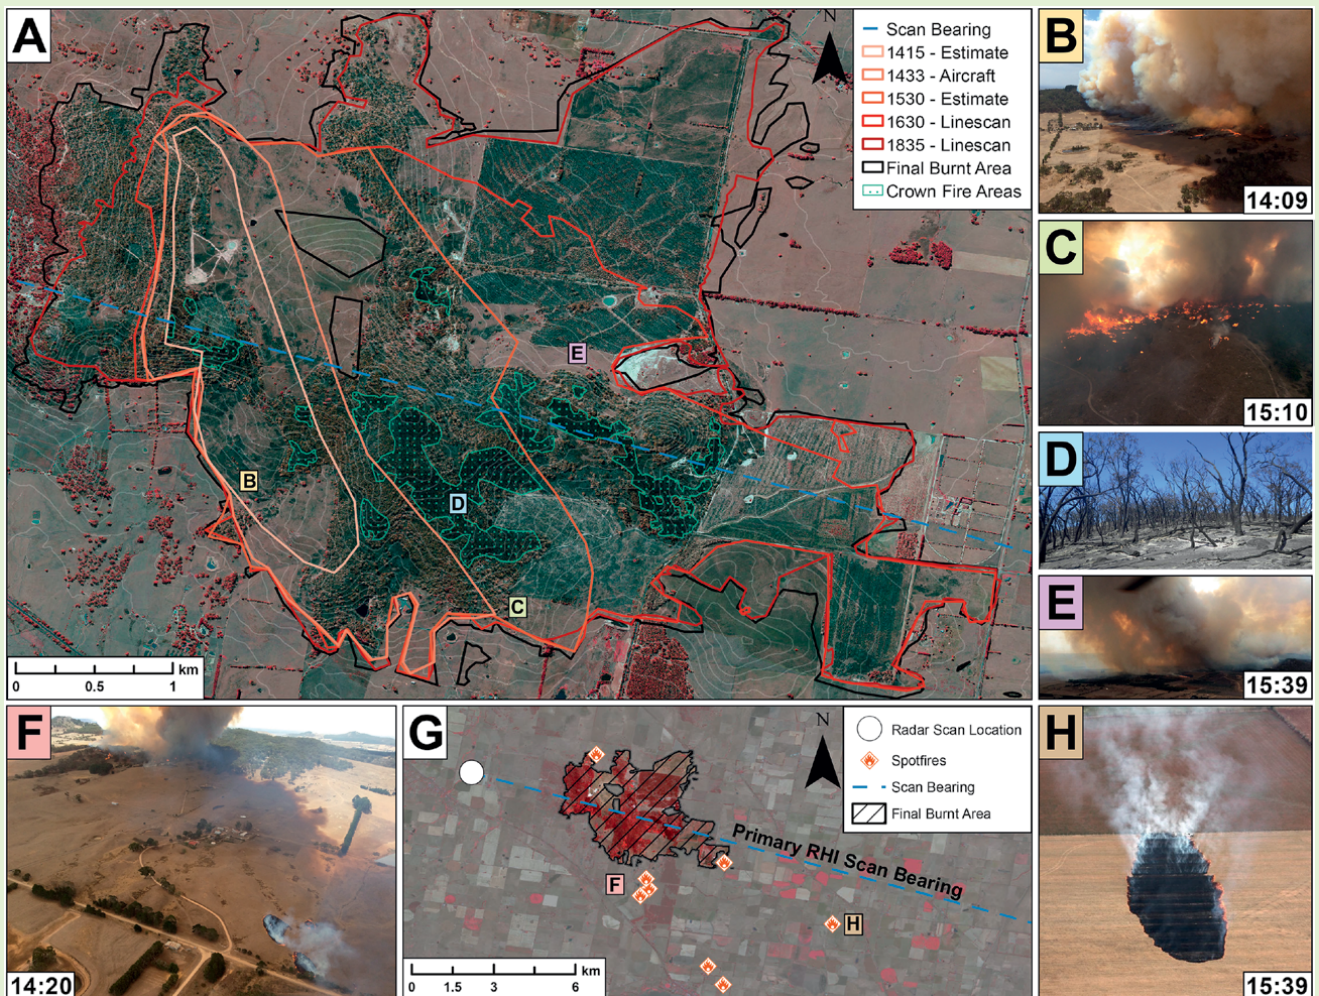 A
N
Scan Bearing
1415 - Estimate
1433 - Aircraft
1530 - Estimate
1630 - Linescan
1835 - Linescan
Final Burnt Area
Crown Fire Areas
E
B
D
C
km
0 0.5 1
B
14:09
C
15:10
D
E
15:39
F
14:20
G
N
Radar Scan Location
Spotfires
Scan Bearing
Final Burnt Area
Primary RHI Scan Bearing
F
H
km
0 1.5 3 6
H
15:39